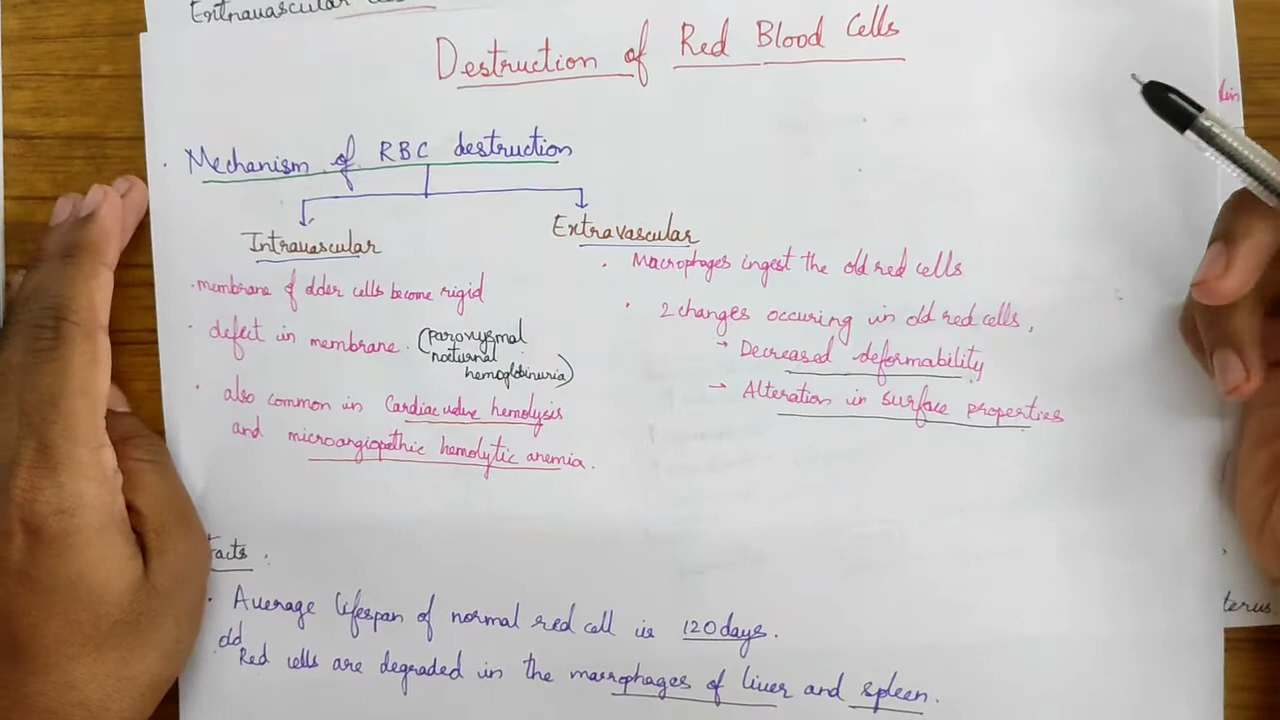 Extravascular
Destruction of Red Blood Cells
Mechanism of RBC destruction
Intravascular
membrane of older cells become rigid
defect in membrane. (paroxysmal
nocturnal
hemoglobinuria)
also common in Cardiac valve hemolysis
and microangiopathic hemolytic anemia.
Extravascular
Macrophages ingest the old red cells
2 changes occuring in old red cells,
→ Decreased deformability
→ Alteration in surface properties
Facts.
Average lifespan of normal red cell is 120 days.
old
Red cells are degraded in the macrophages of liver and spleen.
terus